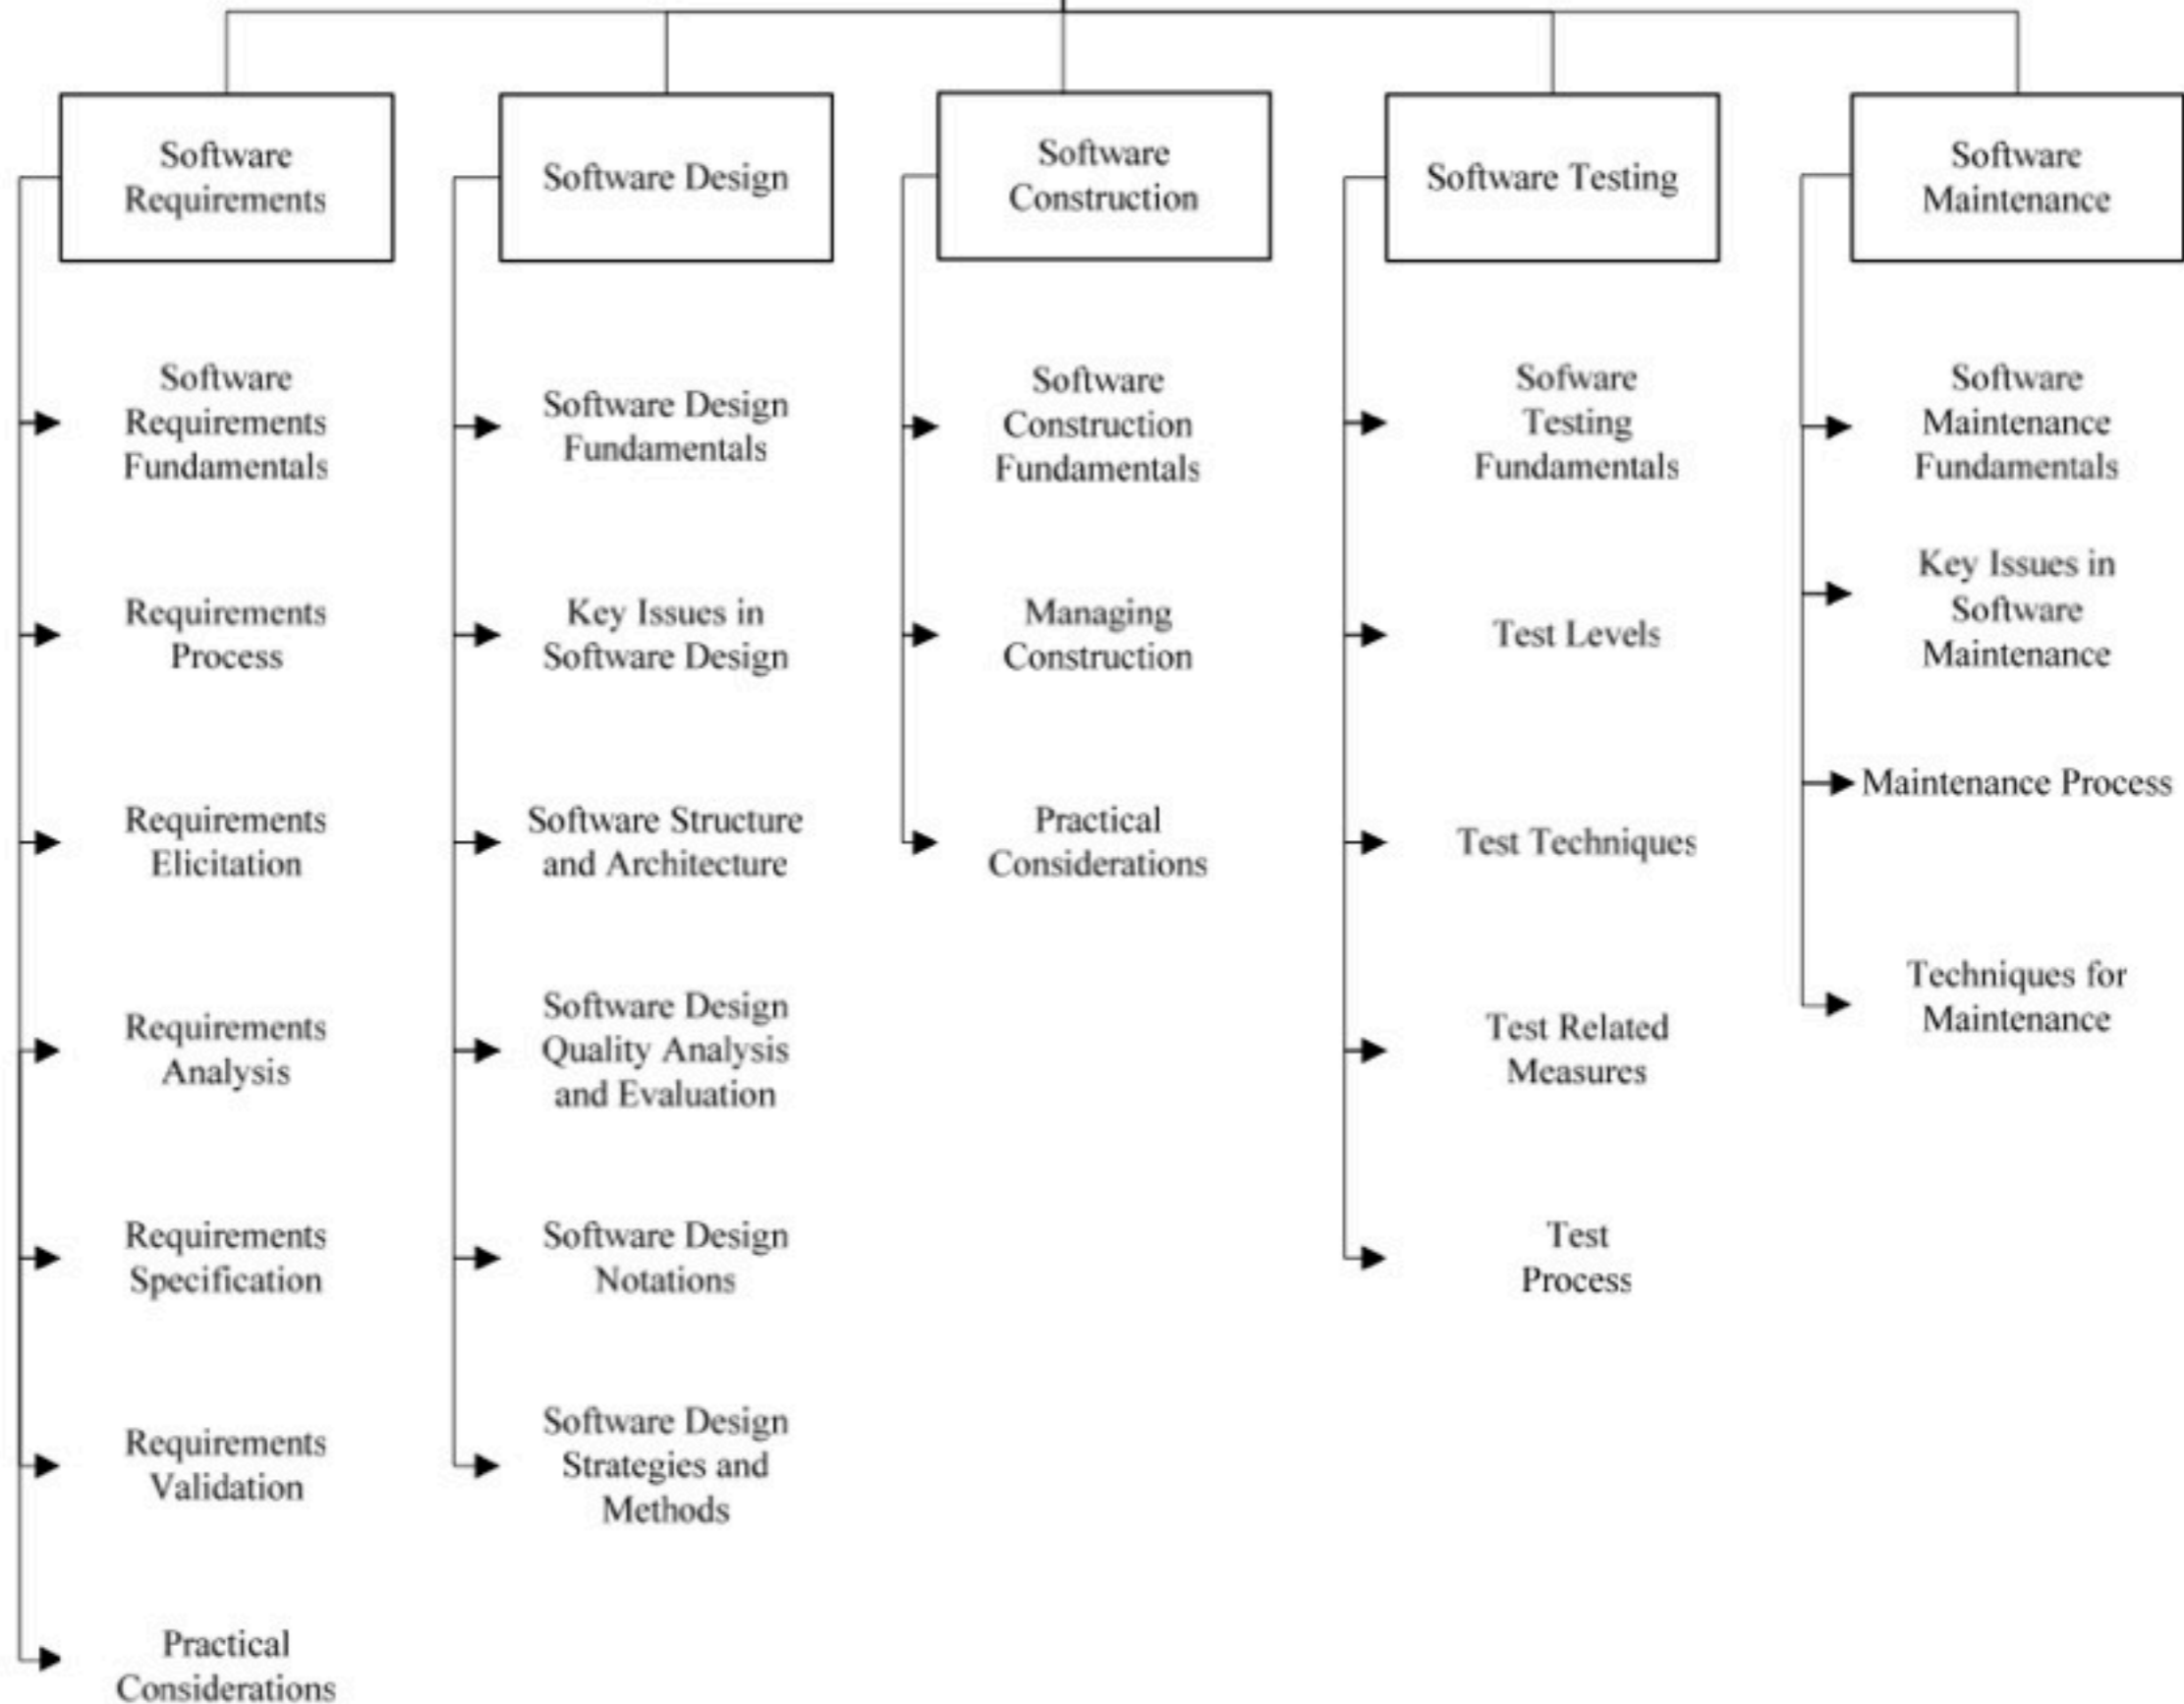 Software
Requirements
Software Design
Software
Construction
Software Testing
Software
Maintenance
Software
Requirements
Fundamentals
Requirements
Process
Requirements
Elicitation
Requirements
Analysis
Requirements
Specification
Requirements
Validation
Practical
Considerations
Software Design
Fundamentals
Key Issues in
Software Design
Software Structure
and Architecture
Software Design
Quality Analysis
and Evaluation
Software Design
Notations
Software Design
Strategies and
Methods
Software
Construction
Fundamentals
Managing
Construction
Practical
Considerations
Sofware
Testing
Fundamentals
Test Levels
Test Techniques
Test Related
Measures
Test
Process
Software
Maintenance
Fundamentals
Key Issues in
Software
Maintenance
Maintenance Process
Techniques for
Maintenance